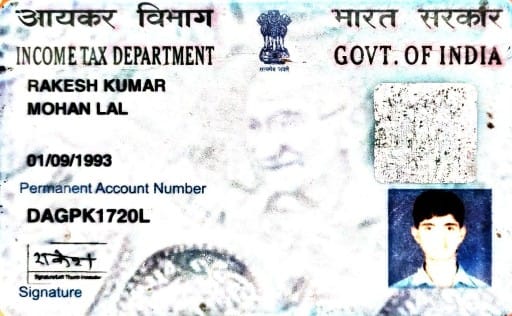 आयकर विभाग
भारत सरकार
INCOME TAX DEPARTMENT
GOVT. OF INDIA
सत्यमेव जयते
RAKESH KUMAR
MOHAN LAL
01/09/1993
Permanent Account Number
DAGPK1720L
राकेश
Signature